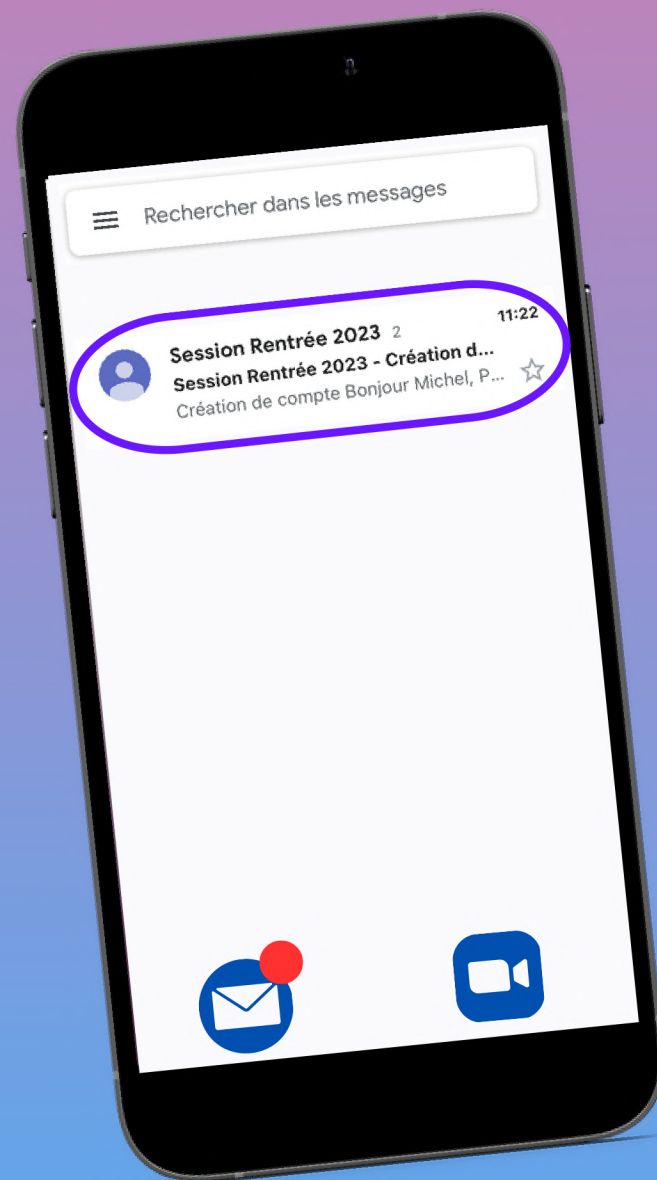 Rechercher dans les messages
Session Rentrée 2023 2
11:22
Session Rentrée 2023 - Création d...
Création de compte Bonjour Michel, P...